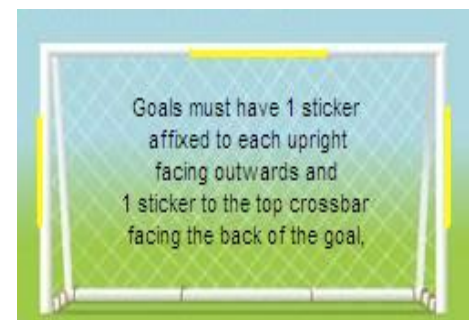 Goals must have 1 sticker
affixed to each upright
facing outwards and
1 sticker to the top crossbar
facing the back of the goal,